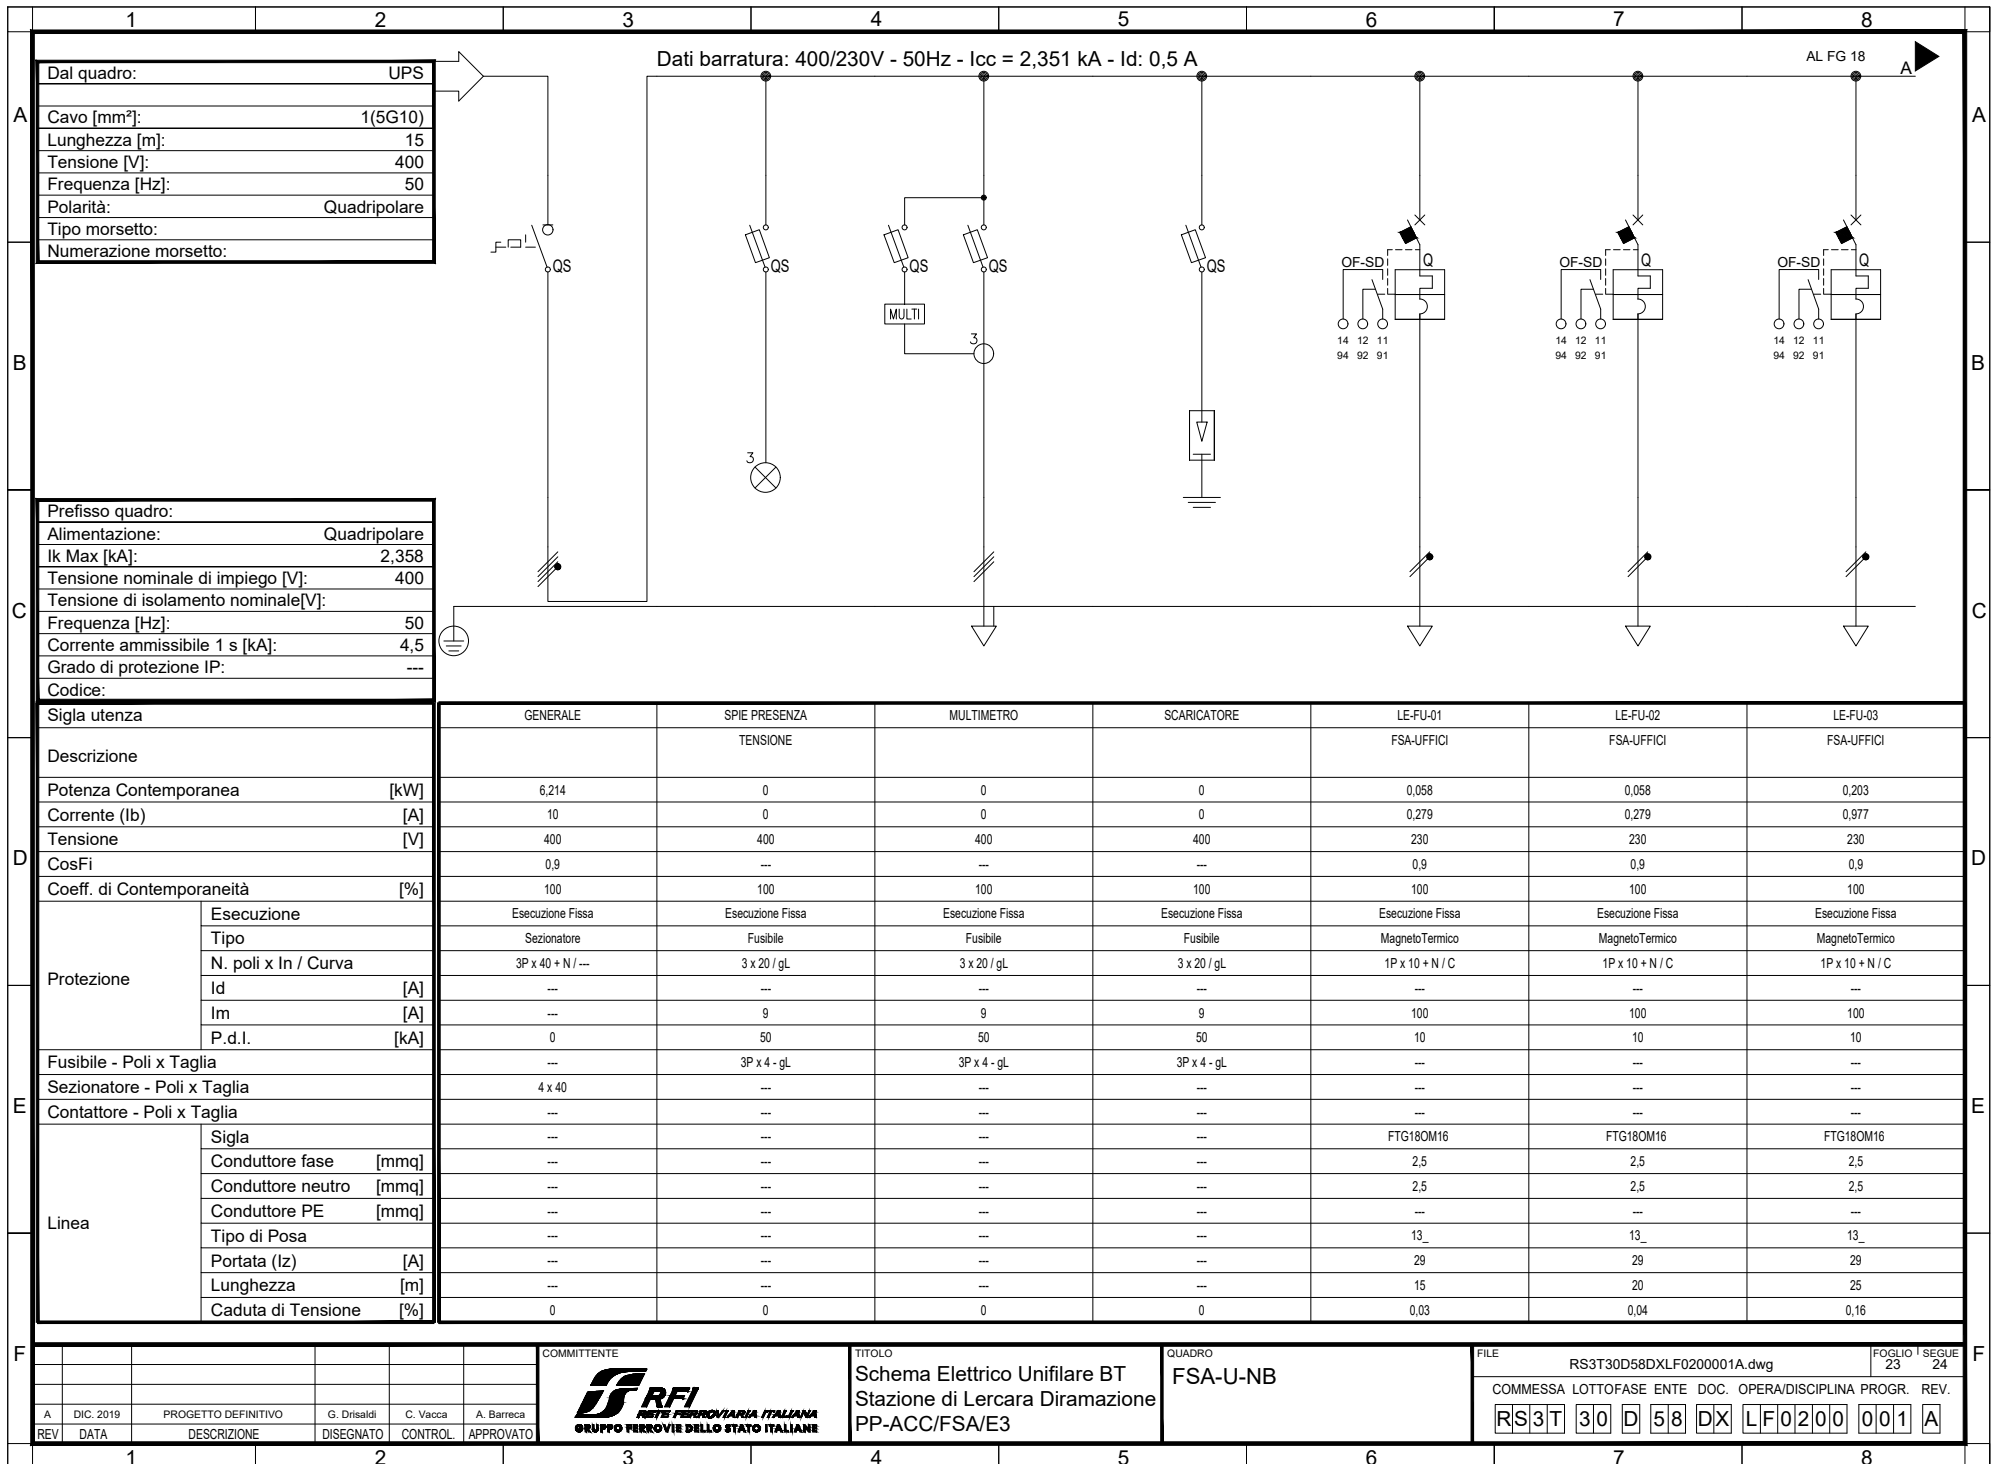 1 2 3 4 5 6 7 8
Dati barratura: 400/230V - 50Hz - Icc = 2,351 kA - Id: 0,5 A
AL FG 18
A
Dal quadro: UPS
Cavo [mm²]: 1(5G10)
Lunghezza [m]: 15
Tensione [V]: 400
Frequenza [Hz]: 50
Polarità: Quadripolare
Tipo morsetto:
Numerazione morsetto:
A A
B B
C C
D D
E E
F F
QS QS QS QS QS
MULTI
3
3
OF-SD Q OF-SD Q OF-SD Q
14 12 11 14 12 11 14 12 11
94 92 91 94 92 91 94 92 91
Prefisso quadro:
Alimentazione: Quadripolare
Ik Max [kA]: 2,358
Tensione nominale di impiego [V]: 400
Tensione di isolamento nominale[V]:
Frequenza [Hz]: 50
Corrente ammissibile 1 s [kA]: 4,5
Grado di protezione IP: ---
Codice:
Sigla utenza GENERALE SPIE PRESENZA MULTIMETRO SCARICATORE LE-FU-01 LE-FU-02 LE-FU-03
Descrizione TENSIONE FSA-UFFICI FSA-UFFICI FSA-UFFICI
Potenza Contemporanea [kW] 6,214 0 0 0 0,058 0,058 0,203
Corrente (Ib) [A] 10 0 0 0 0,279 0,279 0,977
Tensione [V] 400 400 400 400 230 230 230
CosFi 0,9 --- --- --- 0,9 0,9 0,9
Coeff. di Contemporaneità [%] 100 100 100 100 100 100 100
Protezione
Esecuzione Esecuzione Fissa Esecuzione Fissa Esecuzione Fissa Esecuzione Fissa Esecuzione Fissa Esecuzione Fissa Esecuzione Fissa
Tipo Sezionatore Fusibile Fusibile Fusibile MagnetoTermico MagnetoTermico MagnetoTermico
N. poli x In / Curva 3P x 40 + N / --- 3 x 20 / gL 3 x 20 / gL 3 x 20 / gL 1P x 10 + N / C 1P x 10 + N / C 1P x 10 + N / C
Id [A] --- --- --- --- --- --- ---
Im [A] --- 9 9 9 100 100 100
P.d.I. [kA] 0 50 50 50 10 10 10
Fusibile - Poli x Taglia --- 3P x 4 - gL 3P x 4 - gL 3P x 4 - gL --- --- ---
Sezionatore - Poli x Taglia 4 x 40 --- --- --- --- --- ---
Contattore - Poli x Taglia --- --- --- --- --- --- ---
Linea
Sigla --- --- --- --- FTG18OM16 FTG18OM16 FTG18OM16
Conduttore fase [mmq] --- --- --- --- 2,5 2,5 2,5
Conduttore neutro [mmq] --- --- --- --- 2,5 2,5 2,5
Conduttore PE [mmq] --- --- --- --- --- --- ---
Tipo di Posa --- --- --- --- 13_ 13_ 13_
Portata (Iz) [A] --- --- --- --- 29 29 29
Lunghezza [m] --- --- --- --- 15 20 25
Caduta di Tensione [%] 0 0 0 0 0,03 0,04 0,16
A DIC. 2019 PROGETTO DEFINITIVO G. Drisaldi C. Vacca A. Barreca
REV DATA DESCRIZIONE DISEGNATO CONTROL. APPROVATO
COMMITTENTE
RFI
RETE FERROVIARIA ITALIANA
GRUPPO FERROVIE DELLO STATO ITALIANE
TITOLO
Schema Elettrico Unifilare BT
Stazione di Lercara Diramazione
PP-ACC/FSA/E3
QUADRO
FSA-U-NB
FILE
RS3T30D58DXLF0200001A.dwg
FOGLIO SEGUE
23 24
COMMESSA LOTTO FASE ENTE DOC. OPERA/DISCIPLINA PROGR. REV.
RS3T 30 D 58 DX LF0200 001 A
1 2 3 4 5 6 7 8